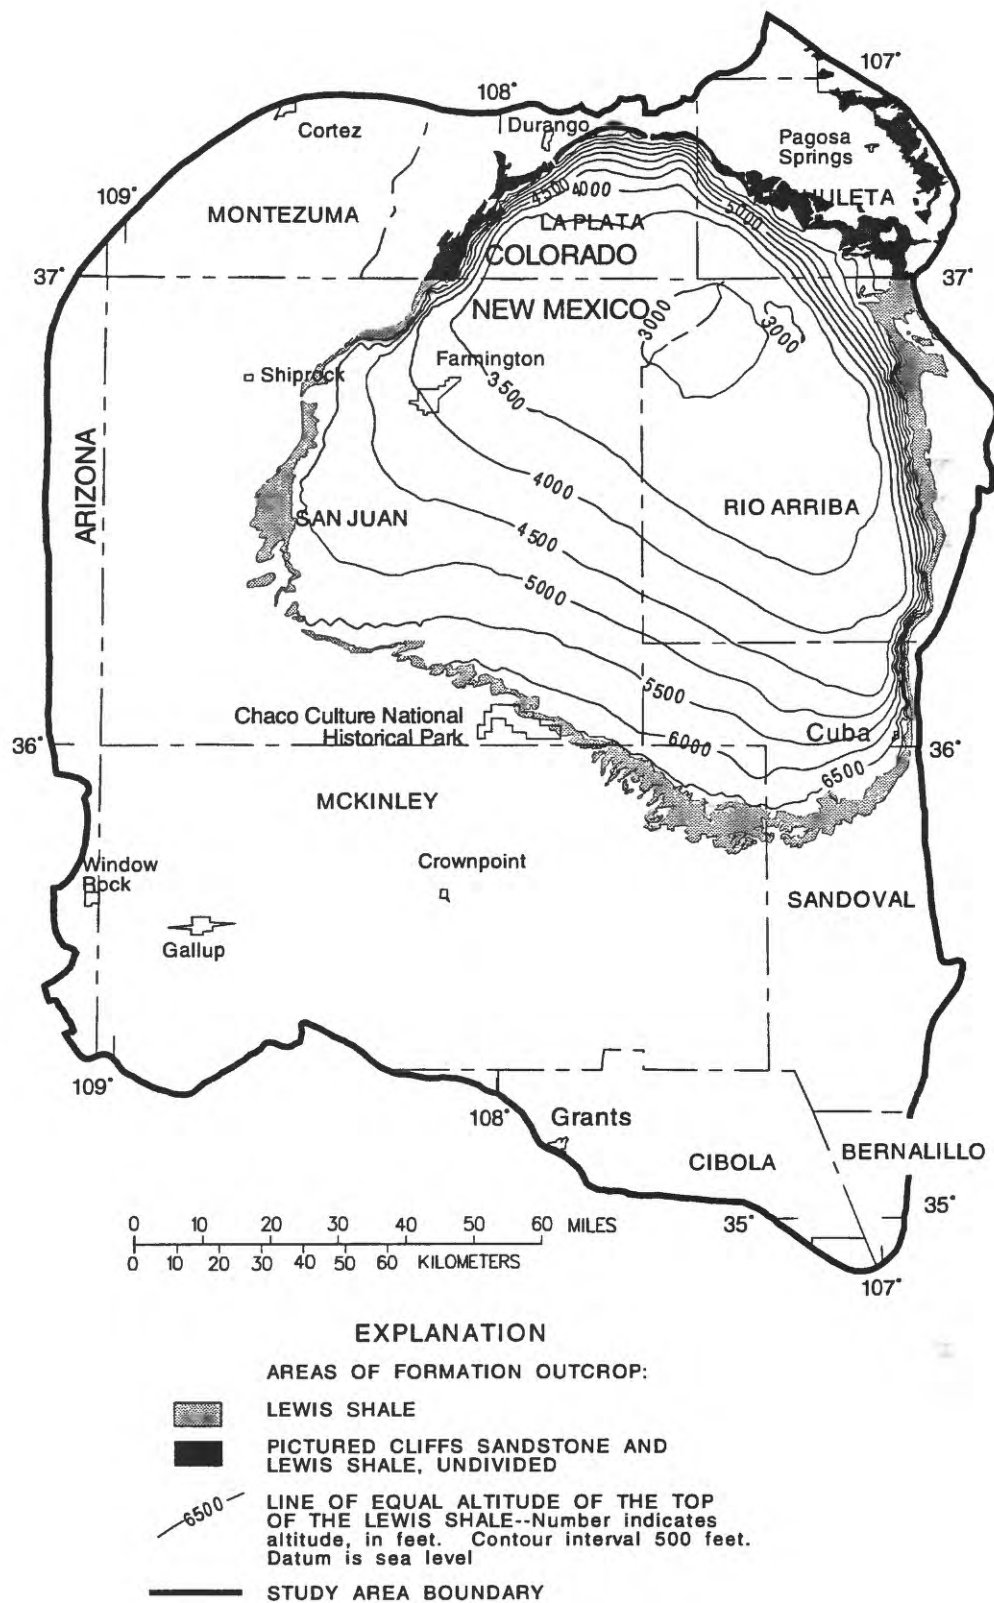 107°
108°
Cortez
Durango
Pagosa
Springs
109°
MONTEZUMA
4500
4000
5000
LA PLATA
COLORADO
37°
37°
NEW MEXICO
3000
3000
Shiprock
Farmington
3500
ARIZONA
4000
SAN JUAN
RIO ARRIBA
4500
5000
5500
Chaco Culture National
Historical Park
6000
Cuba
36°
36°
6500
MCKINLEY
Window
Rock
Crownpoint
SANDOVAL
Gallup
109°
108°
Grants
CIBOLA
BERNALILLO
35°
35°
0 10 20 30 40 50 60 MILES
0 10 20 30 40 50 60 KILOMETERS
107°
EXPLANATION
AREAS OF FORMATION OUTCROP:
LEWIS SHALE
PICTURED CLIFFS SANDSTONE AND
LEWIS SHALE, UNDIVIDED
6500
LINE OF EQUAL ALTITUDE OF THE TOP
OF THE LEWIS SHALE--Number indicates
altitude, in feet. Contour interval 500 feet.
Datum is sea level
STUDY AREA BOUNDARY